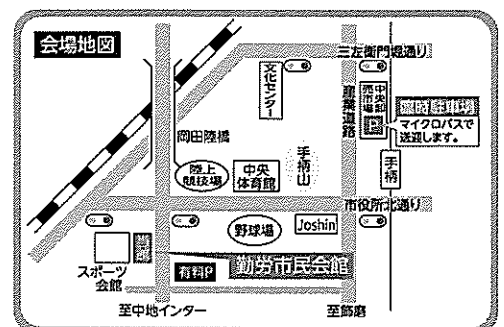 会場地図
三左衛門堀通り
文化センター
産業道路
中央卸
売市場
臨時駐車場
マイクロバスで
送迎します。
岡田陸橋
手柄山
手柄
陸上
競技場
中央
体育館
市役所北通り
野球場
Joshin
スポーツ
会館
有料P
勤労市民会館
至中地インター
至飾磨